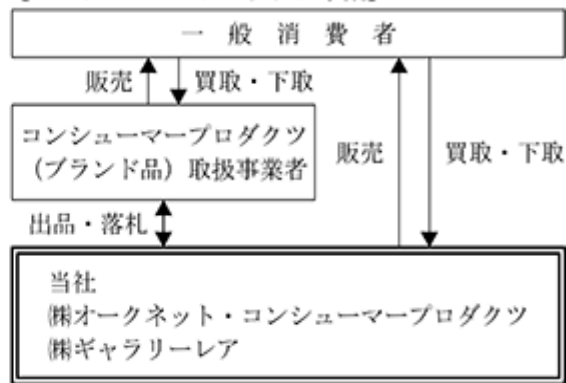 一般消費者
販売
買取・下取
コンシューマープロダクツ
(ブランド品)取扱事業者
販売
買取・下取
出品・落札
当社
㈱オークネット・コンシューマープロダクツ
㈱ギャラリーレア